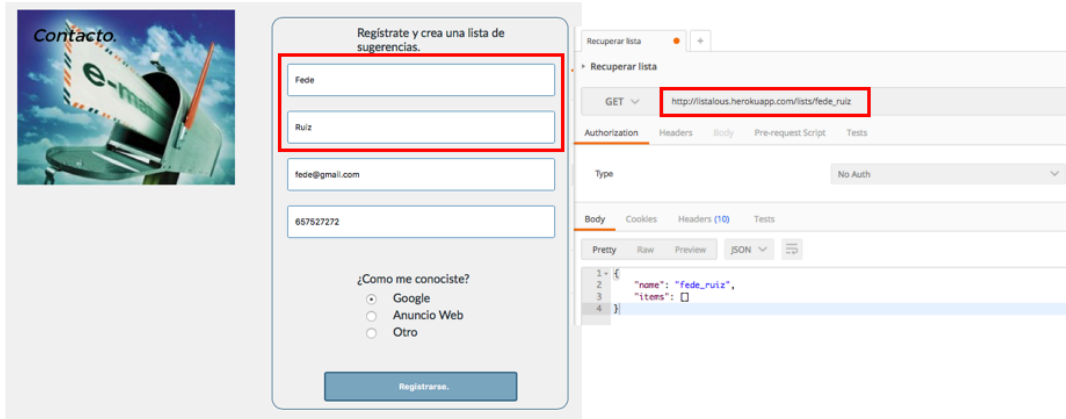 Contacto.
e-mail
Regístrate y crea una lista de
sugerencias.
Fede
Ruiz
fede@gmail.com
657527272
¿Como me conociste?
Google
Anuncio Web
Otro
Registrarse.
Recuperar lista
+
Recuperar lista
GET
http://listalous.herokuapp.com/lists/fede_ruiz
Authorization Headers Body Pre-request Script Tests
Type No Auth
Body Cookies Headers (10) Tests
Pretty Raw Preview JSON
1 {
2 "name": "fede_ruiz",
3 "items": []
4 }